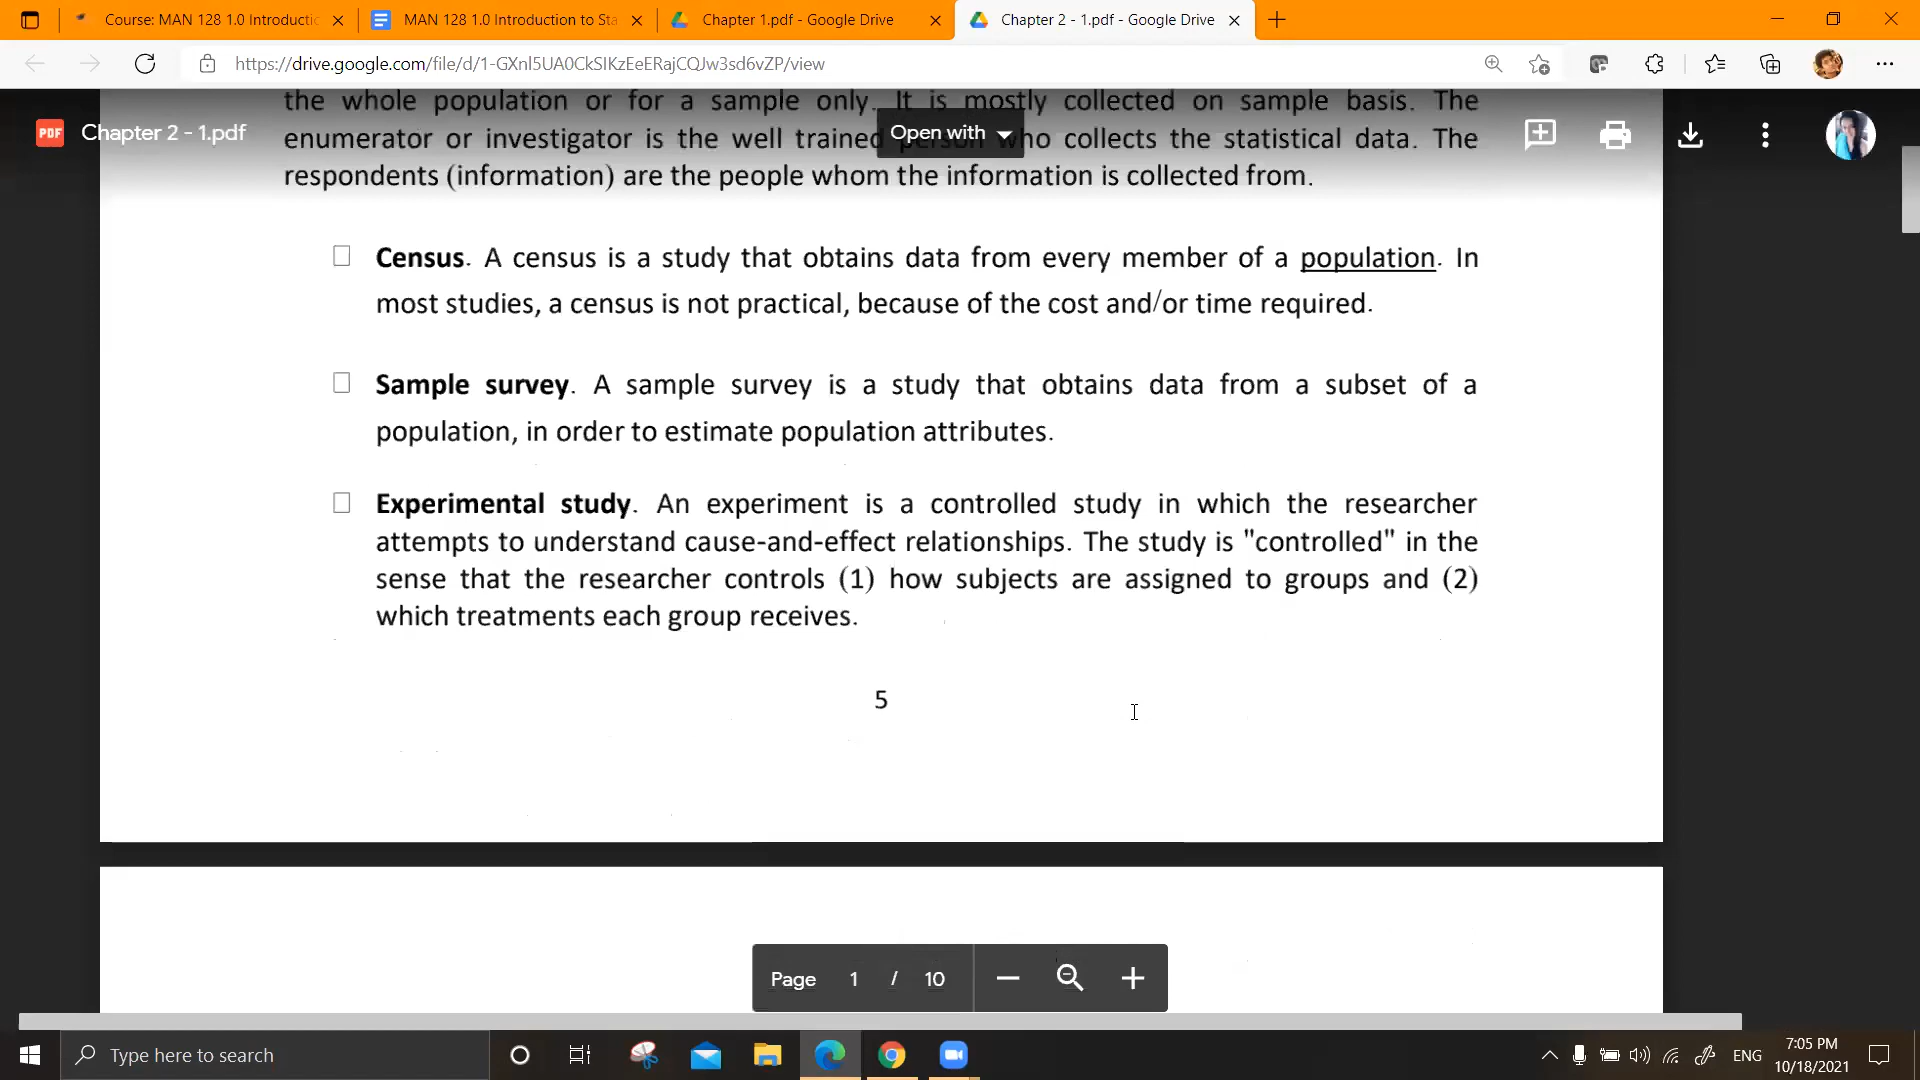 Course: MAN 128 1.0 Introductic
MAN 128 1.0 Introduction to Sta
Chapter 1.pdf - Google Drive
Chapter 2 - 1.pdf - Google Drive
https://drive.google.com/file/d/1-GXnl5UA0CkSIKzEeERajCQJw3sd6vZP/view
the whole population or for a sample only. It is mostly collected on sample basis. The
PDF Chapter 2 - 1.pdf
Open with
enumerator or investigator is the well trained person who collects the statistical data. The
respondents (information) are the people whom the information is collected from.
Census. A census is a study that obtains data from every member of a population. In
most studies, a census is not practical, because of the cost and/or time required.
Sample survey. A sample survey is a study that obtains data from a subset of a
population, in order to estimate population attributes.
Experimental study. An experiment is a controlled study in which the researcher
attempts to understand cause-and-effect relationships. The study is "controlled" in the
sense that the researcher controls (1) how subjects are assigned to groups and (2)
which treatments each group receives.
5
Page 1 / 10
Type here to search
ENG
7:05 PM
10/18/2021